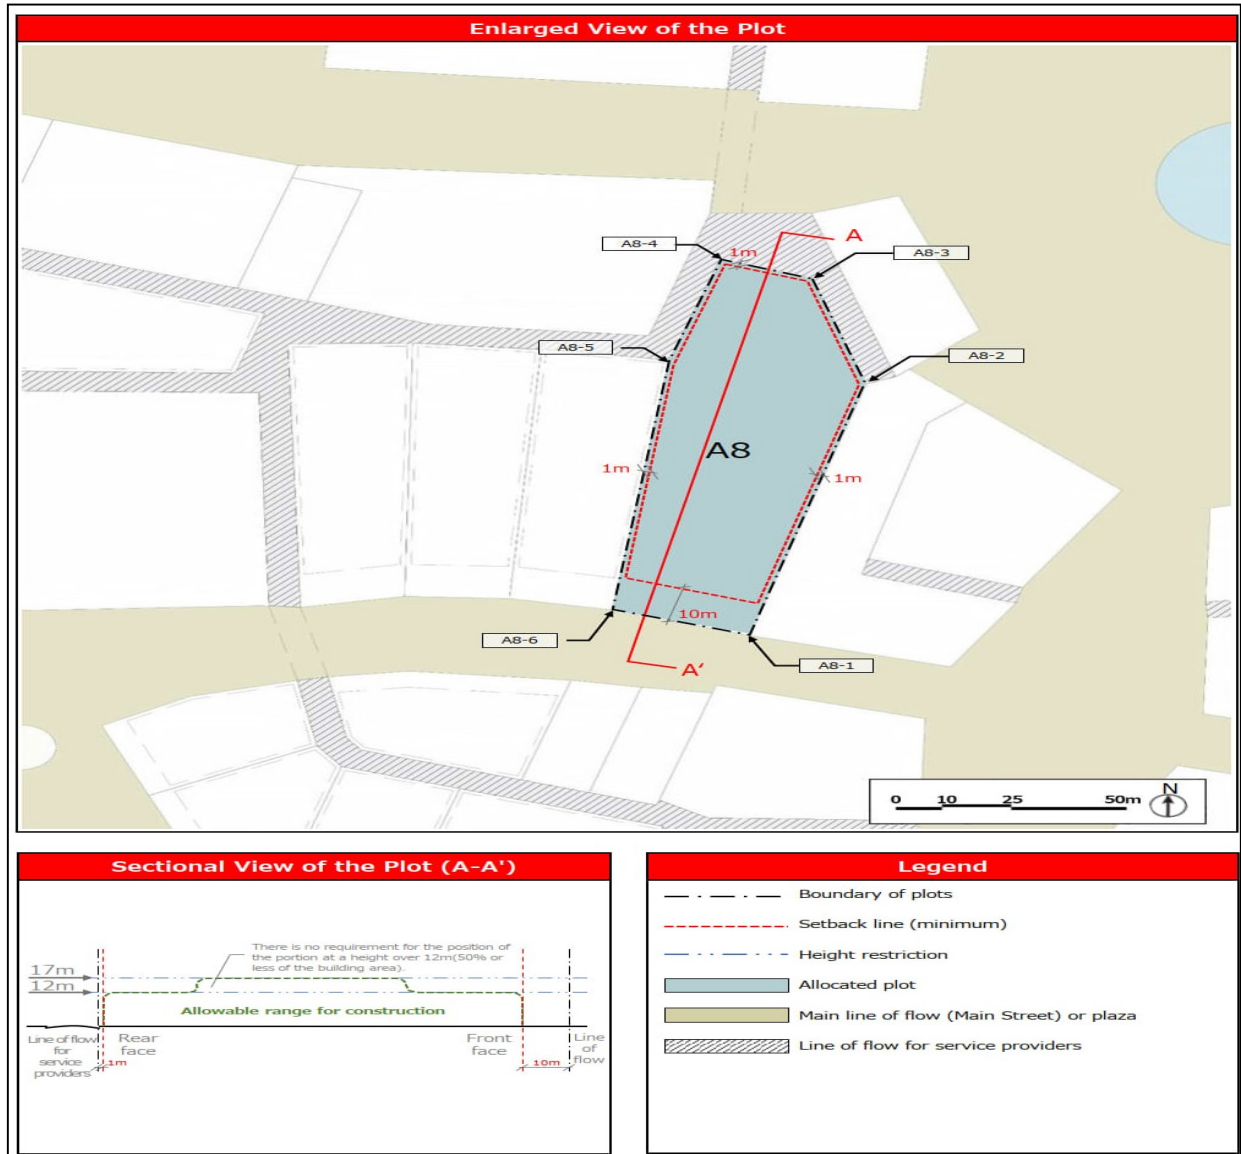 Enlarged View of the Plot
A
A8-4
1m
A8-3
A8-5
A8-2
A8
1m
1m
10m
A8-6
A8-1
A'
0 10 25 50m
N
Sectional View of the Plot (A-A')
There is no requirement for the position of
the portion at a height over 12m(50% or
less of the building area).
17m
12m
Allowable range for construction
Line of flow
for
service
providers
Rear
face
Front
face
Line
of
flow
1m
10m
Legend
Boundary of plots
Setback line (minimum)
Height restriction
Allocated plot
Main line of flow (Main Street) or plaza
Line of flow for service providers